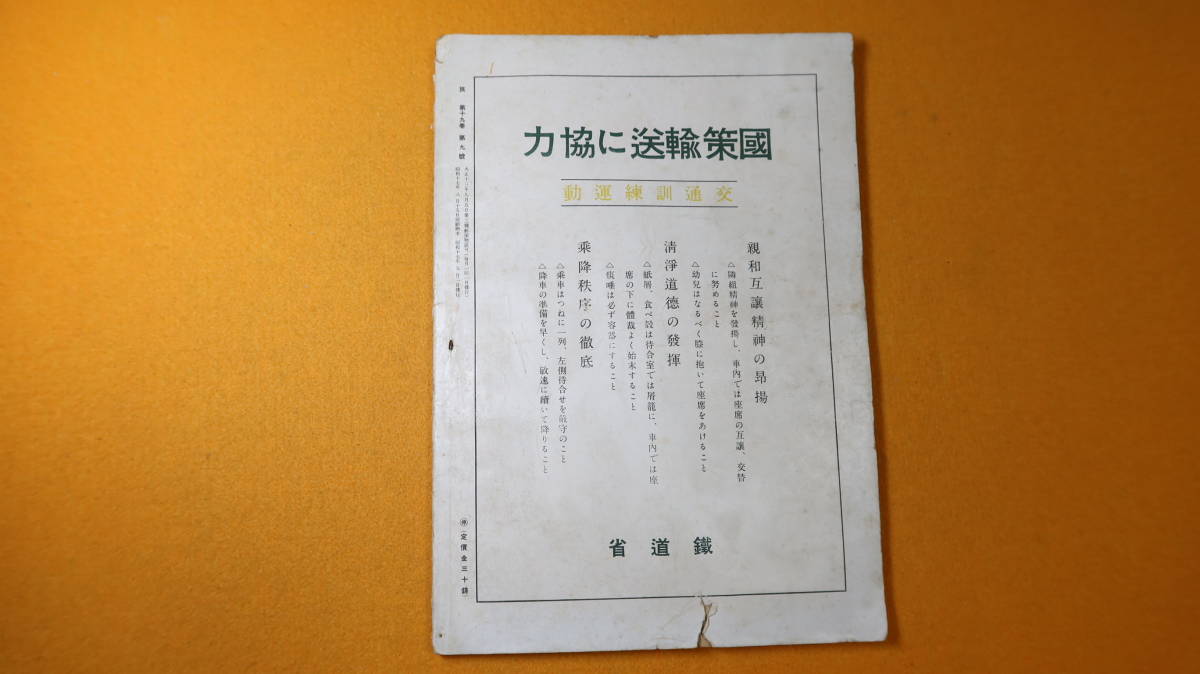 國策輸送に協力
交通訓練運動
親和互讓精神の昂揚
△隣組精神を發揚し、車内では座席の互讓、交替
に努めること
△幼兒はなるべく膝に抱いて座席をあけること
清淨道德の發揮
△紙屑、食べ殼は待合室では屑籠に、車内では座
席の下に體裁よく始末すること
△痰唾は必ず容器にすること
乘降秩序の徹底
△乘車はつねに一列、左側待合せを嚴守のこと
△降車の準備を早くし、敏速に續いて降りること
鐵道省
旅 第十九卷 第九號
㊞停 定價金三十錢